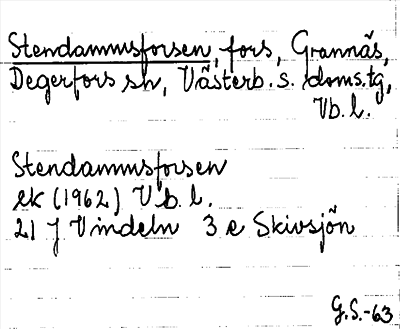 Stendammsforsen, fors, Grannäs,
Degerfors sn, Västerb. s. doms.tg,
Vb. l.
Stendammsforsen
ek (1962) Vb. l.
21 J Vindeln 3 e Skivsjön
G.S.-63